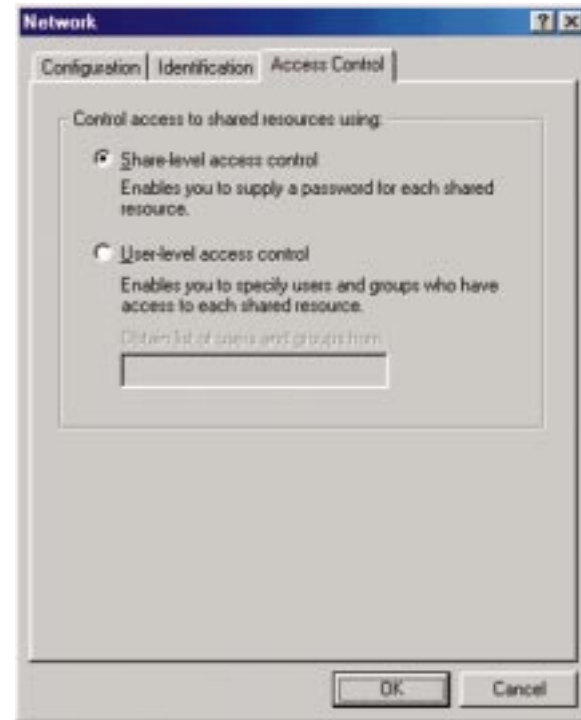 Network
Configuration Identification Access Control
Control access to shared resources using:
Share-level access control
Enables you to supply a password for each shared
resource.
User-level access control
Enables you to specify users and groups who have
access to each shared resource.
Obtain list of users and groups from:
OK
Cancel